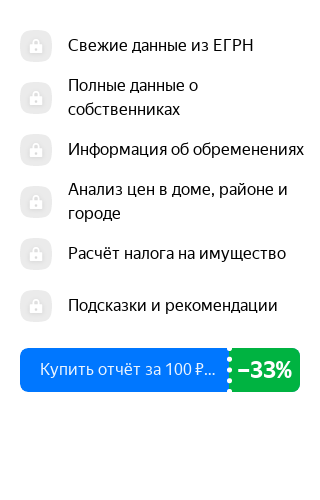 Свежие данные из ЕГРН
Полные данные о
собственниках
Информация об обременениях
Анализ цен в доме, районе и
городе
Расчёт налога на имущество
Подсказки и рекомендации
Купить отчёт за 100 ₽... −33%